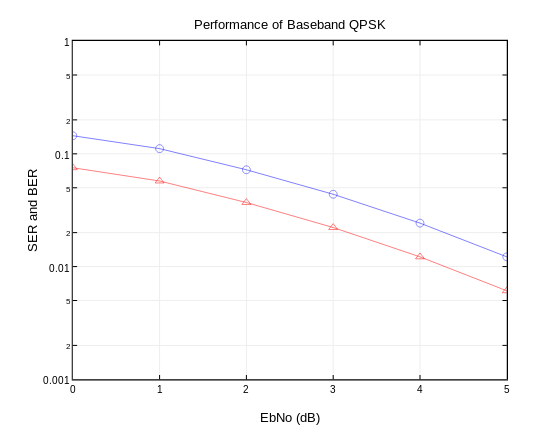 Performance of Baseband QPSK
1
5
2
0.1
5
2
0.01
5
2
0.001
SER and BER
0 1 2 3 4 5
EbNo (dB)